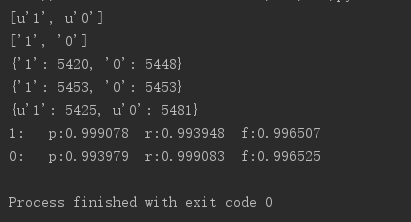 [u'1', u'0']
['1', '0']
{'1': 5420, '0': 5448}
{'1': 5453, '0': 5453}
{u'1': 5425, u'0': 5481}
1:  p:0.999078  r:0.993948  f:0.996507
0:  p:0.993979  r:0.999083  f:0.996525
Process finished with exit code 0